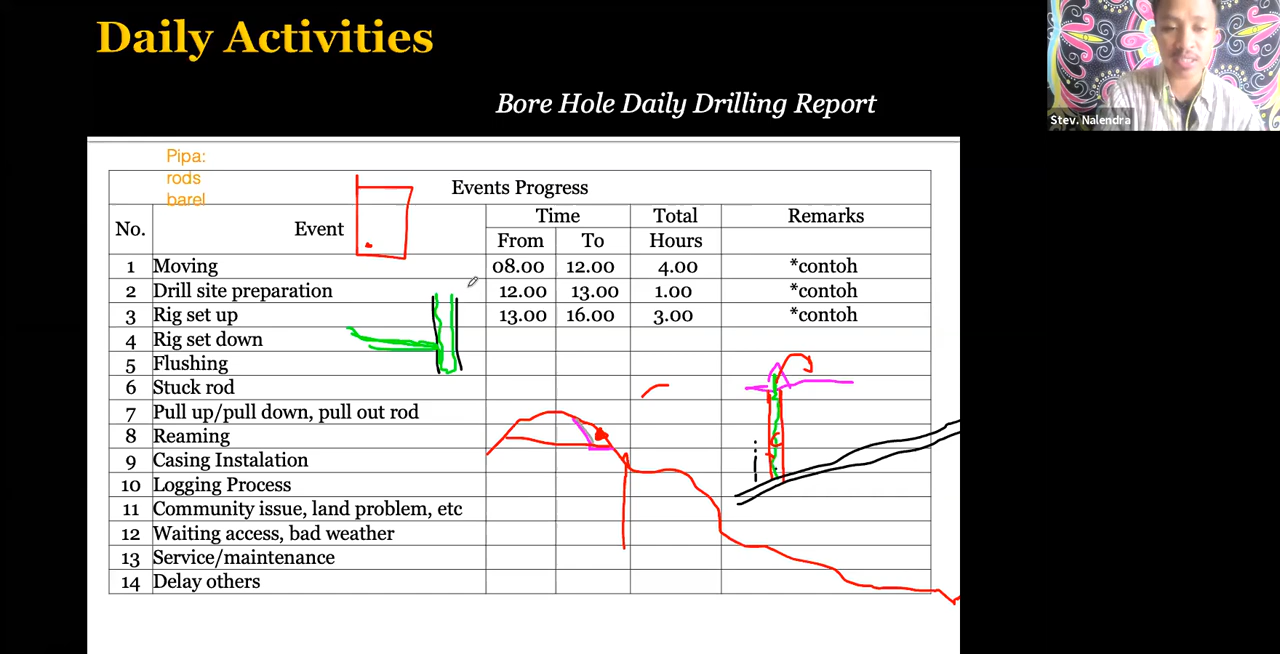 Daily Activities
Bore Hole Daily Drilling Report
Stev. Nalendra
Pipa:
rods
barel
Events Progress
No. Event Time Total Remarks
From To Hours
1 Moving 08.00 12.00 4.00 *contoh
2 Drill site preparation 12.00 13.00 1.00 *contoh
3 Rig set up 13.00 16.00 3.00 *contoh
4 Rig set down
5 Flushing
6 Stuck rod
7 Pull up/pull down, pull out rod
8 Reaming
9 Casing Instalation
10 Logging Process
11 Community issue, land problem, etc
12 Waiting access, bad weather
13 Service/maintenance
14 Delay others